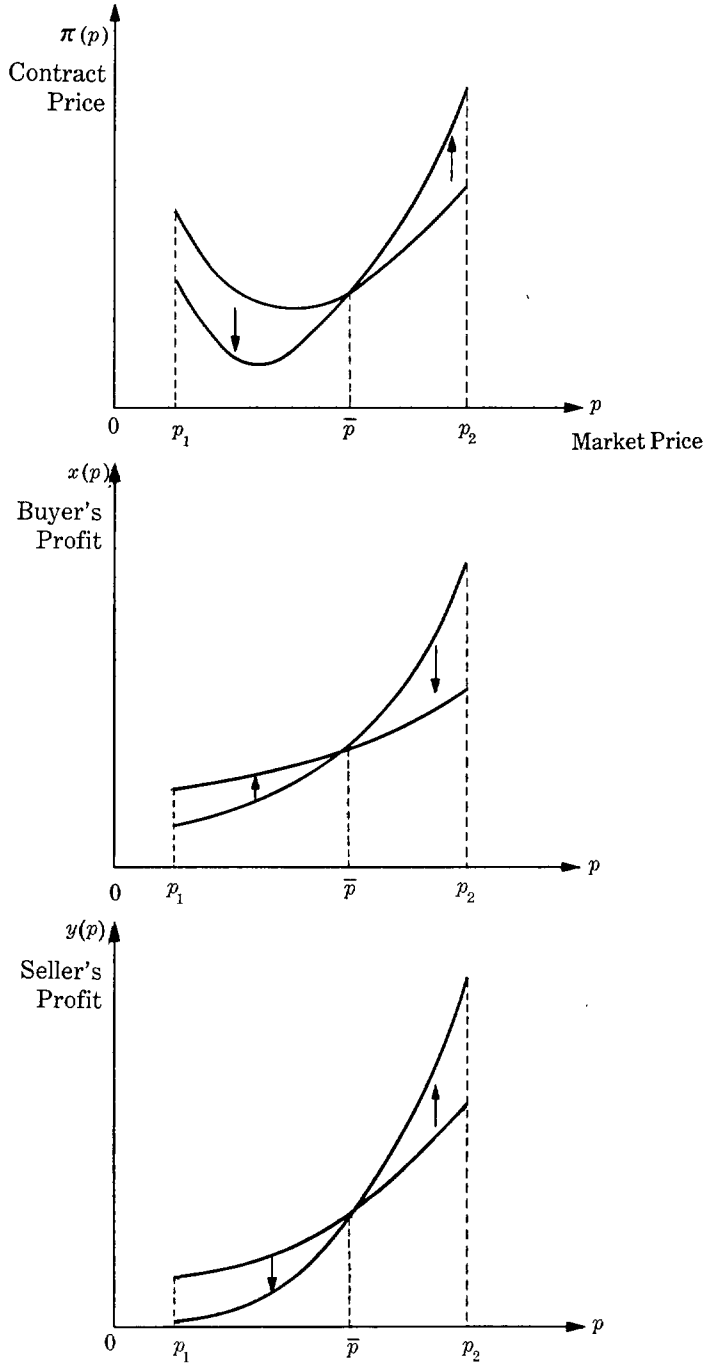 π(p)
Contract
Price
0
p₁
p̅
p₂
p
Market Price
x(p)
Buyer's
Profit
0
p₁
p̅
p₂
p
y(p)
Seller's
Profit
0
p₁
p̅
p₂
p